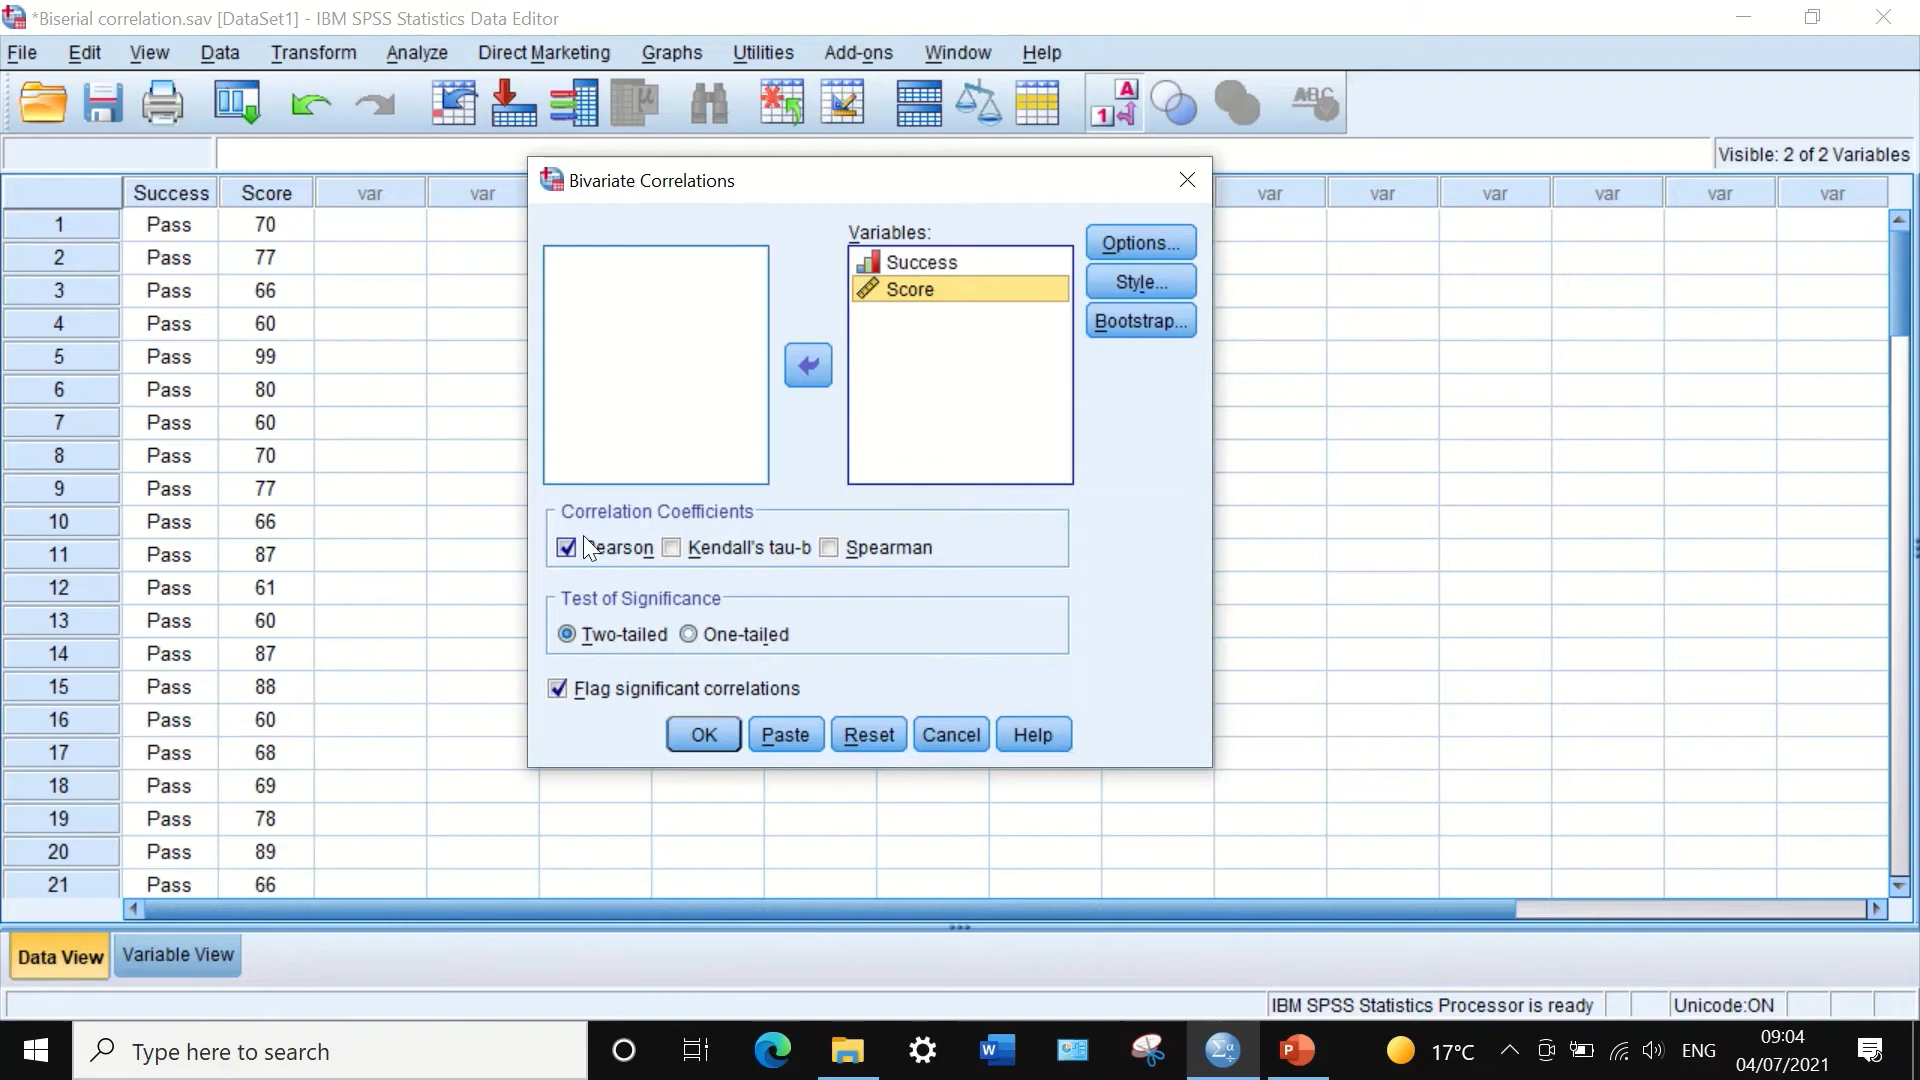 *Biserial correlation.sav [DataSet1] - IBM SPSS Statistics Data Editor
File Edit View Data Transform Analyze Direct Marketing Graphs Utilities Add-ons Window Help
Visible: 2 of 2 Variables
Success Score var var var var var var var var
1 Pass 70
2 Pass 77
3 Pass 66
4 Pass 60
5 Pass 99
6 Pass 80
7 Pass 60
8 Pass 70
9 Pass 77
10 Pass 66
11 Pass 87
12 Pass 61
13 Pass 60
14 Pass 87
15 Pass 88
16 Pass 60
17 Pass 68
18 Pass 69
19 Pass 78
20 Pass 89
21 Pass 66
Bivariate Correlations
Variables:
Success
Score
Options...
Style...
Bootstrap...
Correlation Coefficients
Kendall's tau-b Spearman
Test of Significance
Two-tailed One-tailed
Flag significant correlations
OK Paste Reset Cancel Help
Data View Variable View
IBM SPSS Statistics Processor is ready Unicode:ON
Type here to search
17°C ENG
09:04
04/07/2021